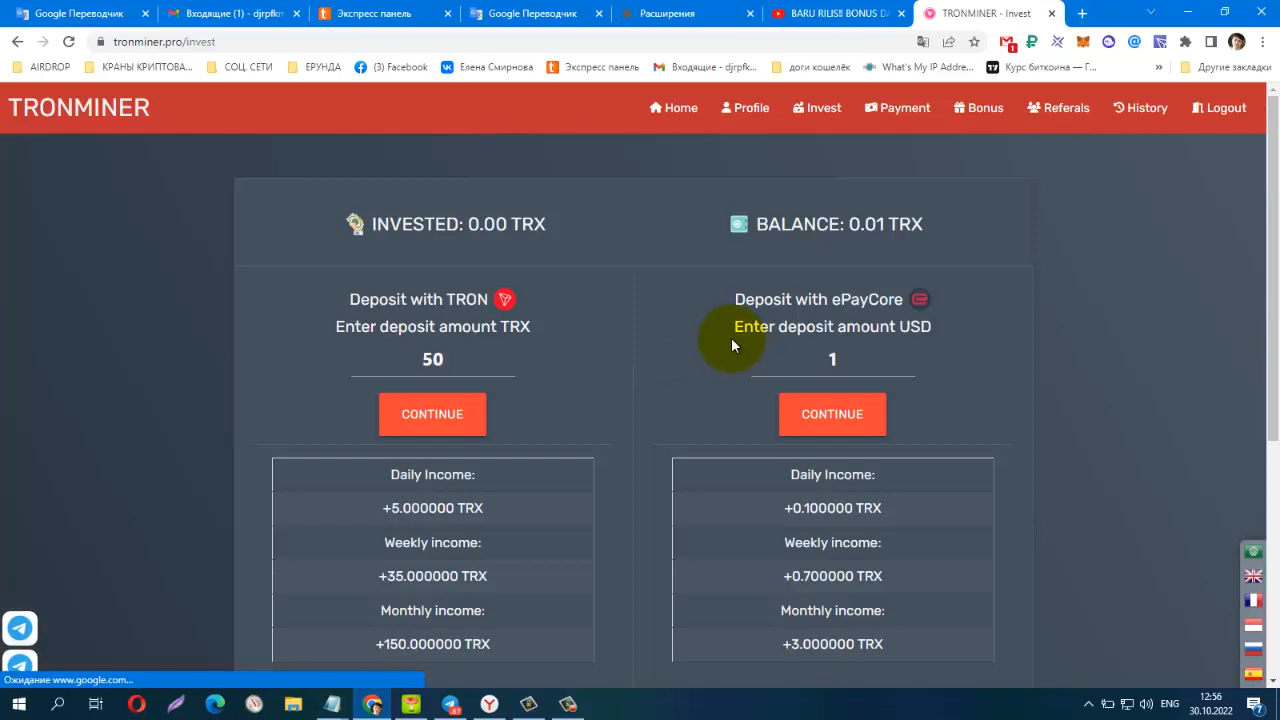 Google Переводчик
Входящие (1) - djrpfkm
Экспресс панель
Google Переводчик
Расширения
BARU RILIS!! BONUS DA
TRONMINER - Invest
tronminer.pro/invest
AIRDROP
КРАНЫ КРИПТОВА...
СОЦ. СЕТИ
ЕРУНДА
(3) Facebook
Елена Смирнова
Экспресс панель
Входящие - djrpfk...
доги кошелёк
What's My IP Addre...
Курс биткоина — Г...
»
Другие закладки
TRONMINER
Home
Profile
Invest
Payment
Bonus
Referals
History
Logout
INVESTED: 0.00 TRX
BALANCE: 0.01 TRX
Deposit with TRON
Enter deposit amount TRX
50
CONTINUE
Daily Income:
+5.000000 TRX
Weekly income:
+35.000000 TRX
Monthly income:
+150.000000 TRX
Deposit with ePayCore
Enter deposit amount USD
1
CONTINUE
Daily Income:
+0.100000 TRX
Weekly income:
+0.700000 TRX
Monthly income:
+3.000000 TRX
Ожидание www.google.com...
ENG
12:56
30.10.2022